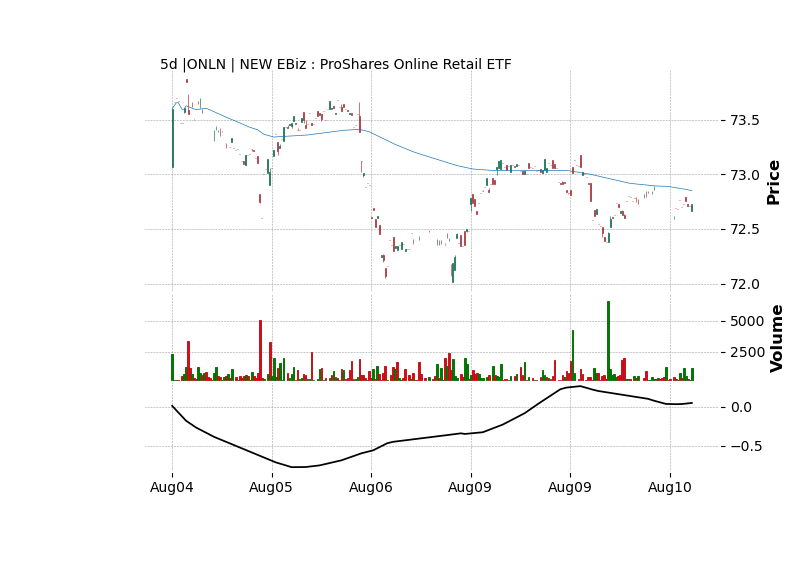 5d |ONLN | NEW EBiz : ProShares Online Retail ETF
73.5
73.0
72.5
72.0
Price
5000
2500
Volume
0.0
−0.5
Aug04 Aug05 Aug06 Aug09 Aug09 Aug10